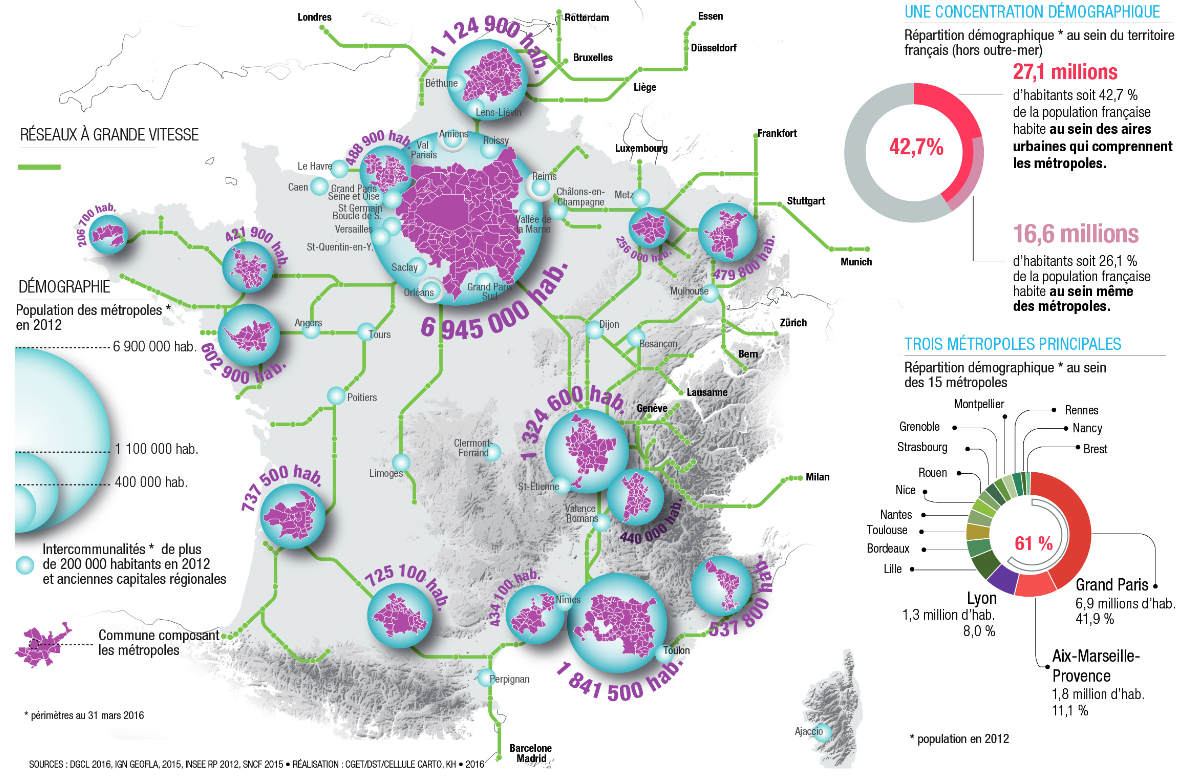 Londres
Rotterdam
Essen
Düsseldorf
Bruxelles
Liège
1 124 900 hab.
Béthune
Lens-Liévin
RÉSEAUX À GRANDE VITESSE
488 900 hab.
Amiens
Val
Parisis
Roissy
Luxembourg
Frankfort
Le Havre
Caen
Grand Paris
Seine et Oise
St Germain
Boucle de S.
Versailles
St-Quentin-en-Y.
Saclay
Orléans
Grand Paris
Sud
Reims
Châlons-en-
Champagne
Vallée de
la Marne
Metz
Stuttgart
Munich
206 700 hab.
421 900 hab.
256 000 hab.
479 800 hab.
Mulhouse
6 945 000 hab.
602 900 hab.
Angers
Tours
Dijon
Besançon
Zürich
Bern
Lausanne
Genève
DÉMOGRAPHIE
Population des métropoles *
en 2012
6 900 000 hab.
1 100 000 hab.
400 000 hab.
Intercommunalités * de plus
de 200 000 habitants en 2012
et anciennes capitales régionales
Commune composant
les métropoles
* périmètres au 31 mars 2016
Poitiers
Limoges
Clermont-
Ferrand
1 324 600 hab.
St-Etienne
Valence
Romans
440 000 hab.
Milan
737 500 hab.
725 100 hab.
434 100 hab.
Nîmes
537 800 hab.
Toulon
1 841 500 hab.
Perpignan
Barcelone
Madrid
Ajaccio
SOURCES : DGCL 2016, IGN GEOFLA, 2015, INSEE RP 2012, SNCF 2015 • RÉALISATION : CGET/DST/CELLULE CARTO, KH • 2016
UNE CONCENTRATION DÉMOGRAPHIQUE
Répartition démographique * au sein du territoire
français (hors outre-mer)
42,7%
27,1 millions
d'habitants soit 42,7 %
de la population française
habite au sein des aires
urbaines qui comprennent
les métropoles.
16,6 millions
d'habitants soit 26,1 %
de la population française
habite au sein même
des métropoles.
TROIS MÉTROPOLES PRINCIPALES
Répartition démographique * au sein
des 15 métropoles
Montpellier
Rennes
Grenoble
Nancy
Strasbourg
Brest
Rouen
Nice
Nantes
Toulouse
Bordeaux
Lille
61 %
Lyon
1,3 million d'hab.
8,0 %
Grand Paris
6,9 millions d'hab.
41,9 %
Aix-Marseille-
Provence
1,8 million d'hab.
11,1 %
* population en 2012